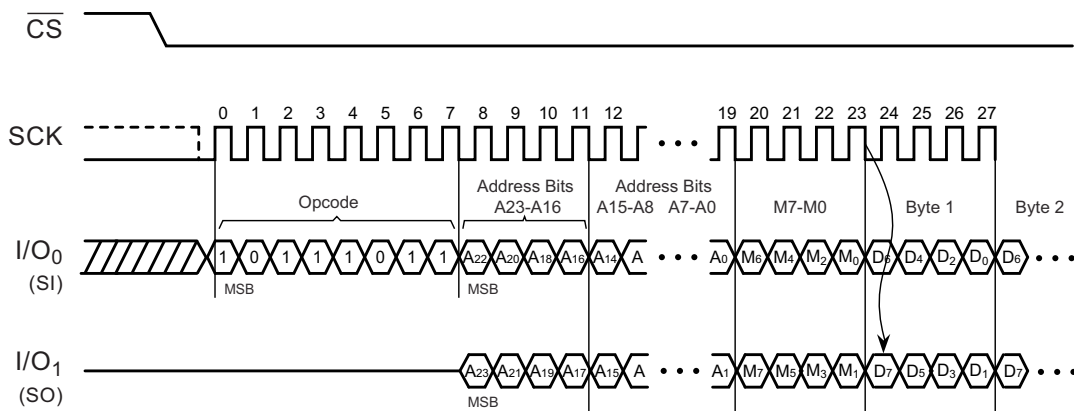 CS
0 1 2 3 4 5 6 7 8 9 10 11 12 19 20 21 22 23 24 25 26 27
SCK
Opcode
Address Bits
A23-A16
Address Bits
A15-A8 A7-A0
M7-M0
Byte 1
Byte 2
I/O0
(SI)
1 0 1 1 1 0 1 1 A22 A20 A18 A16 A14 A A0 M6 M4 M2 M0 D6 D4 D2 D0 D6
MSB MSB
I/O1
(SO)
A23 A21 A19 A17 A15 A A1 M7 M5 M3 M1 D7 D5 D3 D1 D7
MSB